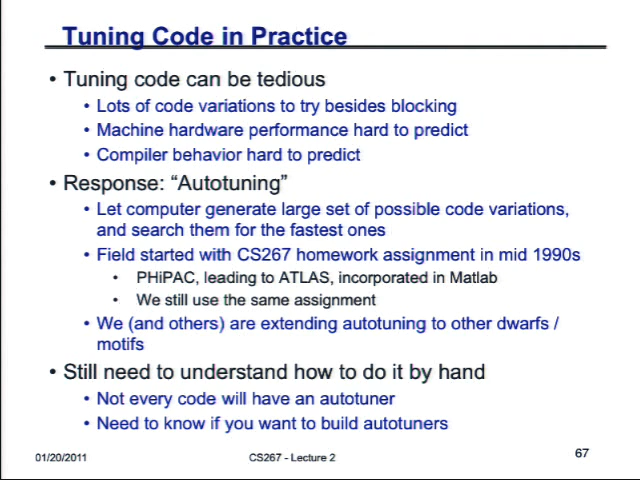 Tuning Code in Practice
• Tuning code can be tedious
• Lots of code variations to try besides blocking
• Machine hardware performance hard to predict
• Compiler behavior hard to predict
• Response: “Autotuning”
• Let computer generate large set of possible code variations,
and search them for the fastest ones
• Field started with CS267 homework assignment in mid 1990s
• PHiPAC, leading to ATLAS, incorporated in Matlab
• We still use the same assignment
• We (and others) are extending autotuning to other dwarfs /
motifs
• Still need to understand how to do it by hand
• Not every code will have an autotuner
• Need to know if you want to build autotuners
01/20/2011 CS267 - Lecture 2 67